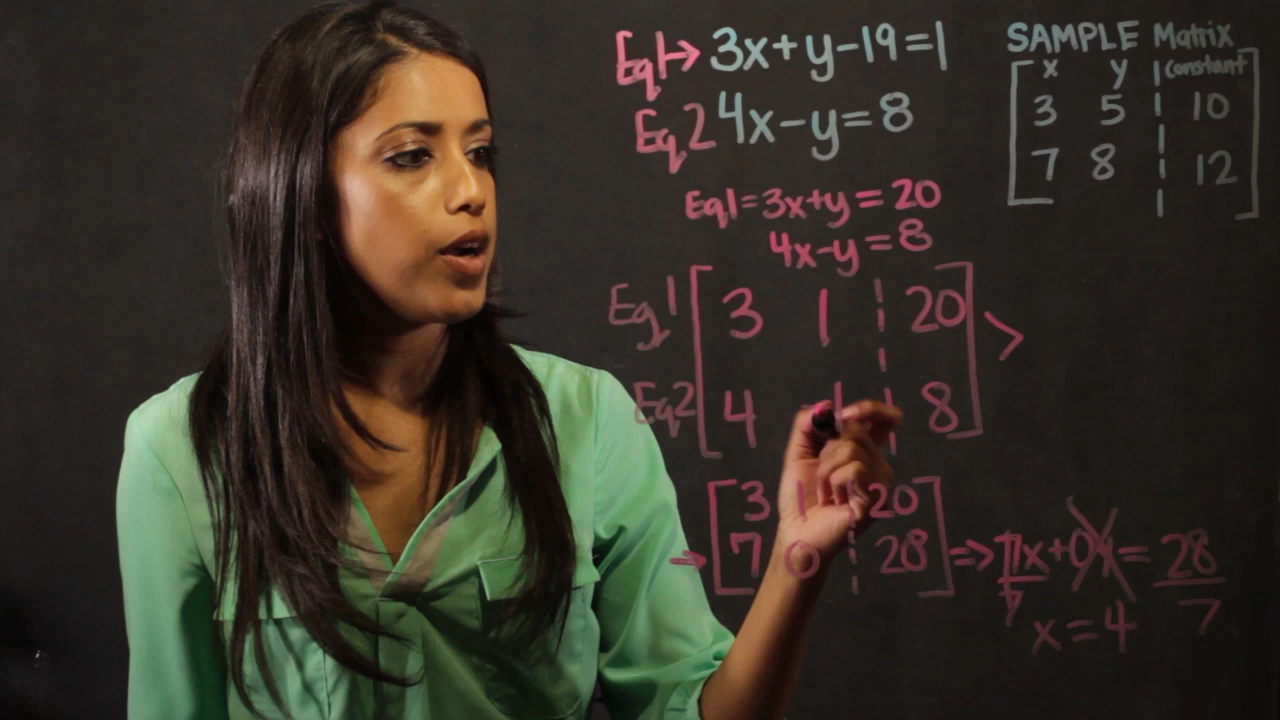 Eq1→ 3x+y-19=1
Eq2 4x-y=8
Eq1=3x+y=20
4x-y=8
Eq1 [3 1 ¦ 20] >
Eq2 [4 -1 ¦ 8]
[3 1 ¦ 20]
→ [7 0 ¦ 28] ⇒ 7x+0y=28
7 7
x=4
SAMPLE Matrix
x y ¦ constant
3 5 ¦ 10
7 8 ¦ 12